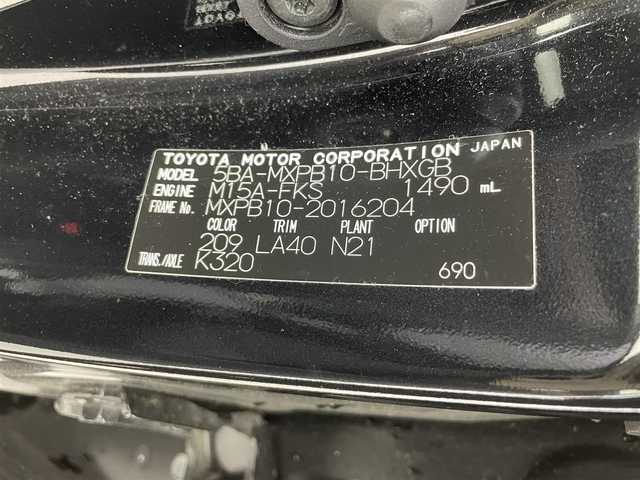 TOYOTA MOTOR CORPORATION JAPAN
MODEL 5BA-MXPB10-BHXGB
ENGINE M15A-FKS 1490 mL
FRAME No. MXPB10-2016204
COLOR TRIM PLANT OPTION
209 LA40 N21
TRANS./AXLE K320 690